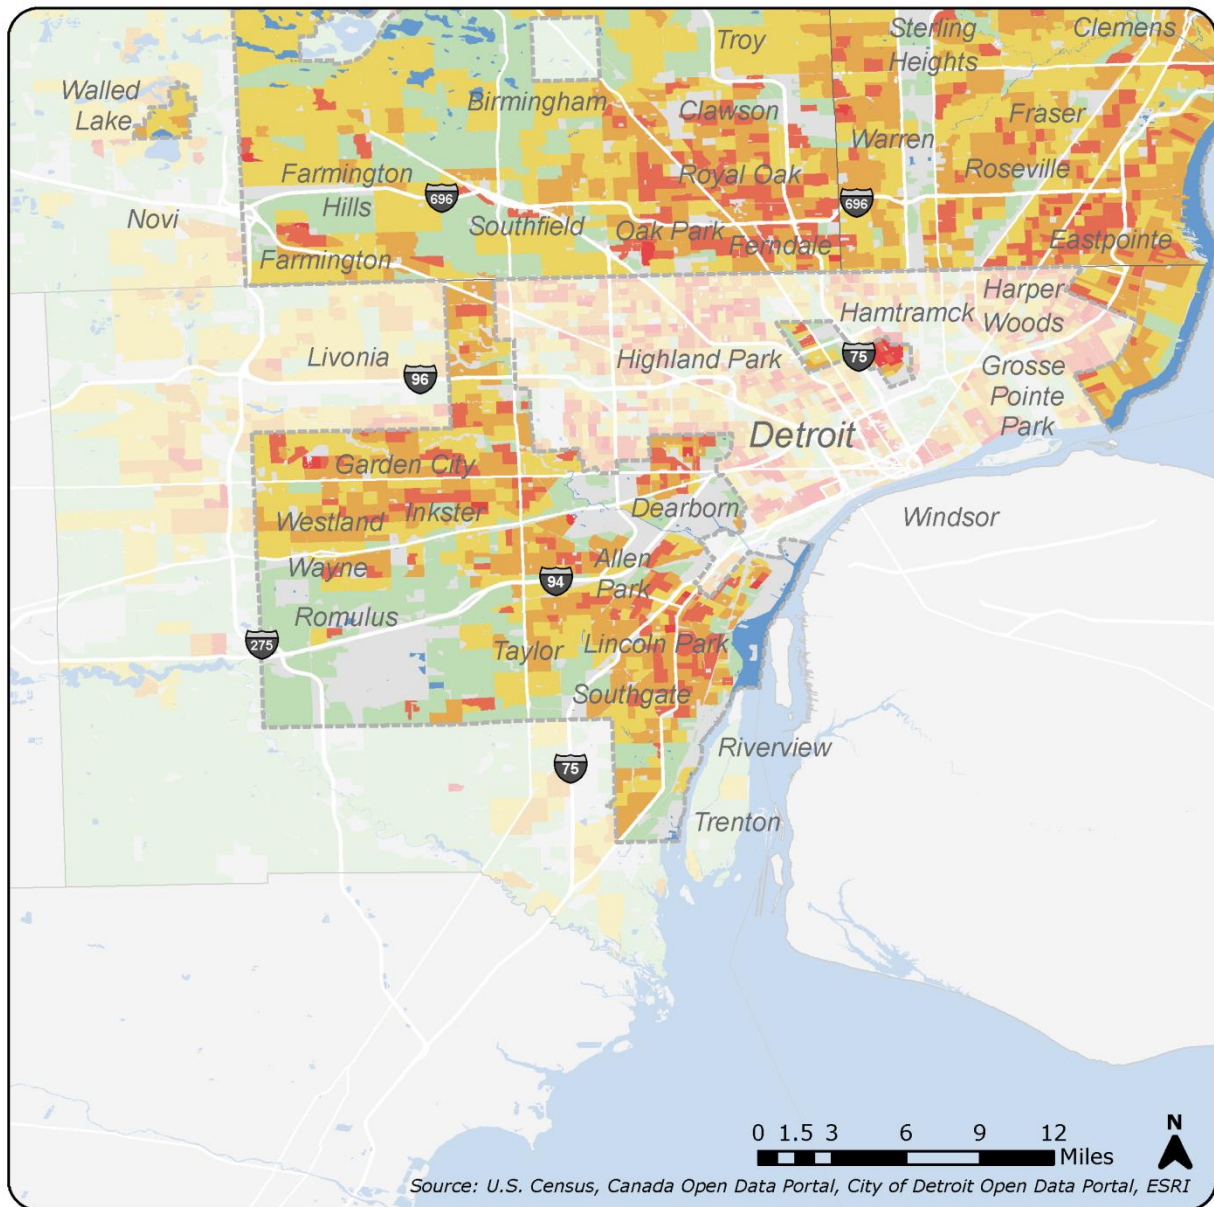 Sterling
Heights
Clemens
Troy
Walled
Lake
Birmingham
Clawson
Fraser
Warren
Farmington
Hills
Royal Oak
Roseville
696
696
Novi
Southfield
Oak Park
Ferndale
Eastpointe
Farmington
Harper
Woods
Hamtramck
Livonia
Highland Park
75
96
Grosse
Pointe
Park
Detroit
Garden City
Dearborn
Inkster
Westland
Windsor
Wayne
Allen
Park
94
Romulus
275
Taylor
Lincoln Park
Southgate
Riverview
75
Trenton
N
0 1.5 3 6 9 12
Miles
Source: U.S. Census, Canada Open Data Portal, City of Detroit Open Data Portal, ESRI